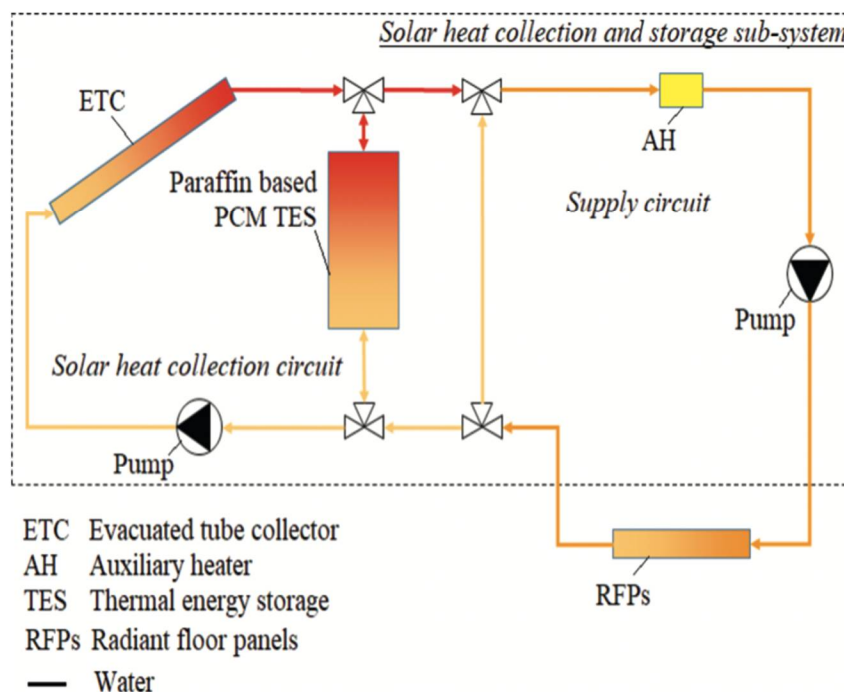 Solar heat collection and storage sub-system
ETC
AH
Paraffin based
PCM TES
Supply circuit
Pump
Solar heat collection circuit
Pump
ETC Evacuated tube collector
AH Auxiliary heater
TES Thermal energy storage
RFPs Radiant floor panels
Water
RFPs